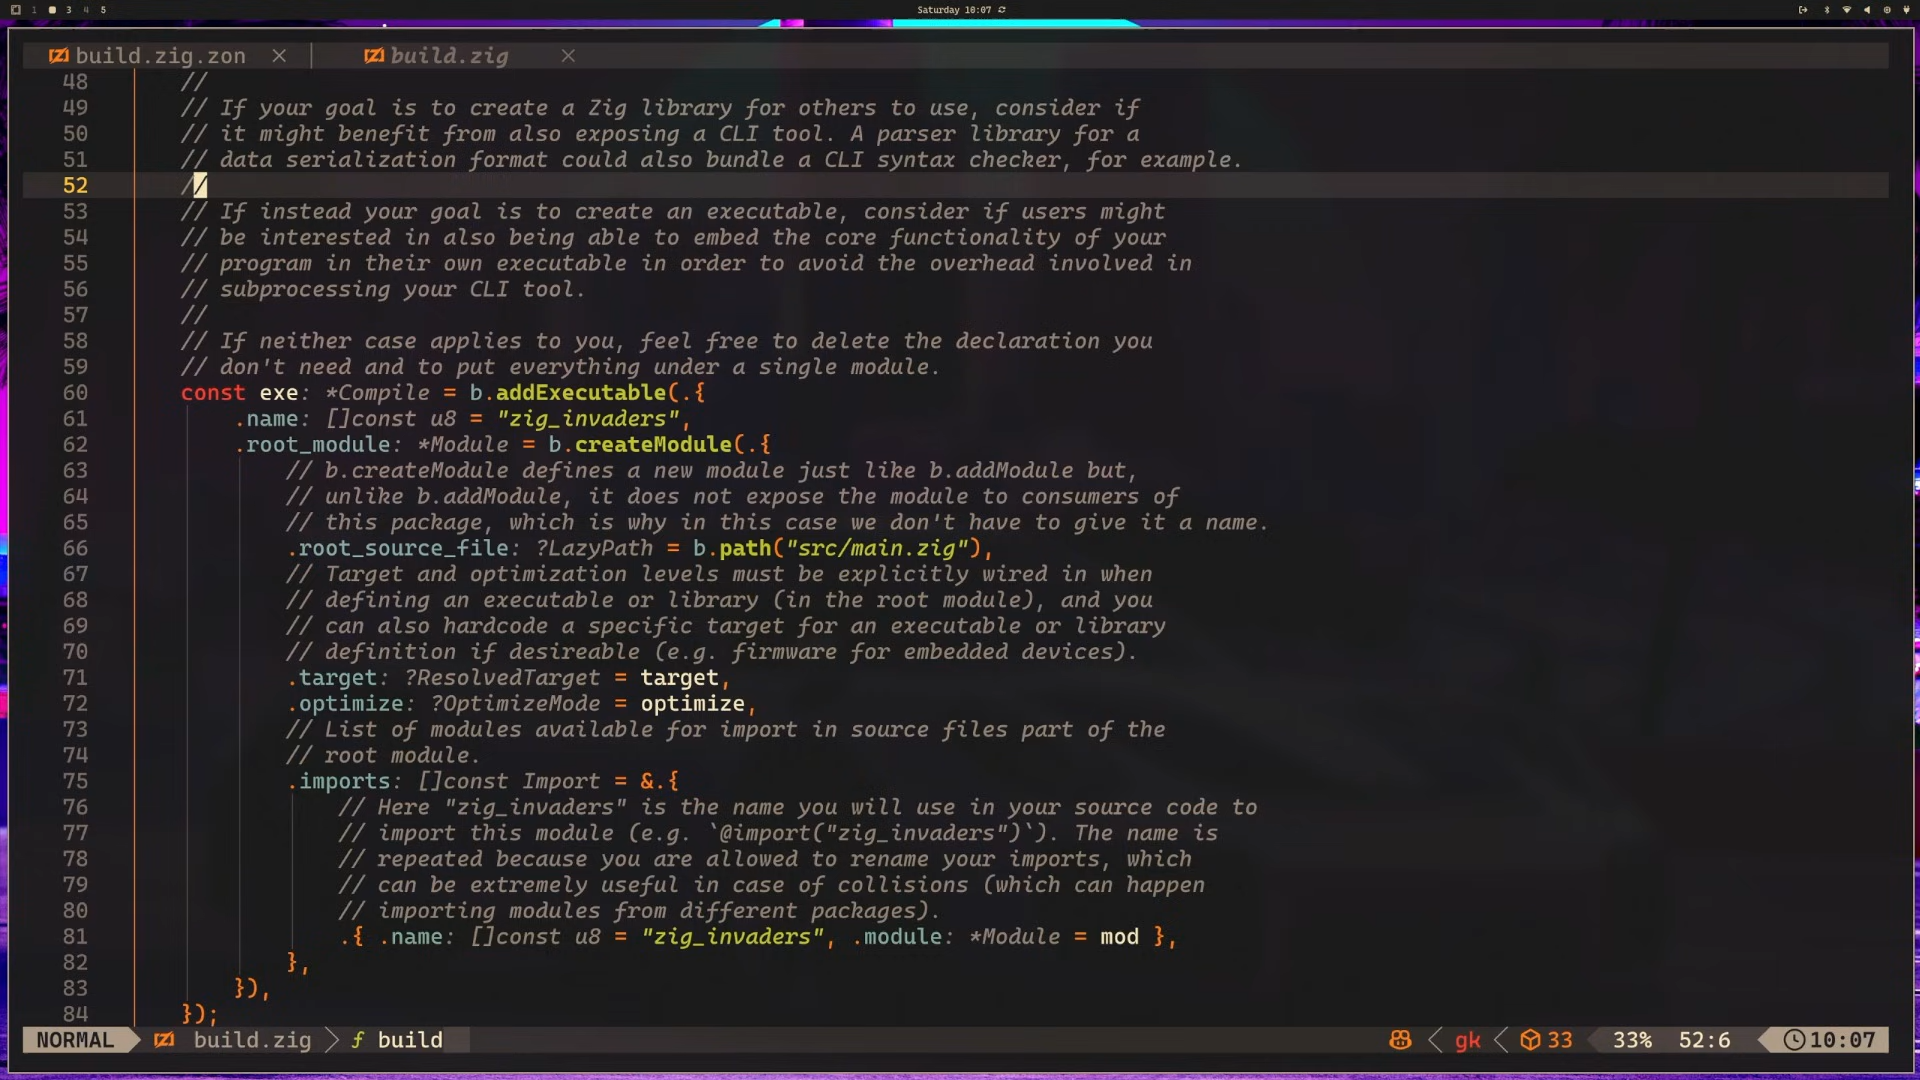 1 3 4 5
Saturday 10:07
build.zig.zon
build.zig
48 //
49 // If your goal is to create a Zig library for others to use, consider if
50 // it might benefit from also exposing a CLI tool. A parser library for a
51 // data serialization format could also bundle a CLI syntax checker, for example.
52 //
53 // If instead your goal is to create an executable, consider if users might
54 // be interested in also being able to embed the core functionality of your
55 // program in their own executable in order to avoid the overhead involved in
56 // subprocessing your CLI tool.
57 //
58 // If neither case applies to you, feel free to delete the declaration you
59 // don't need and to put everything under a single module.
60 const exe: *Compile = b.addExecutable(.{
61 .name: []const u8 = "zig_invaders",
62 .root_module: *Module = b.createModule(.{
63 // b.createModule defines a new module just like b.addModule but,
64 // unlike b.addModule, it does not expose the module to consumers of
65 // this package, which is why in this case we don't have to give it a name.
66 .root_source_file: ?LazyPath = b.path("src/main.zig"),
67 // Target and optimization levels must be explicitly wired in when
68 // defining an executable or library (in the root module), and you
69 // can also hardcode a specific target for an executable or library
70 // definition if desireable (e.g. firmware for embedded devices).
71 .target: ?ResolvedTarget = target,
72 .optimize: ?OptimizeMode = optimize,
73 // List of modules available for import in source files part of the
74 // root module.
75 .imports: []const Import = &.{
76 // Here "zig_invaders" is the name you will use in your source code to
77 // import this module (e.g. `@import("zig_invaders")`). The name is
78 // repeated because you are allowed to rename your imports, which
79 // can be extremely useful in case of collisions (which can happen
80 // importing modules from different packages).
81 .{ .name: []const u8 = "zig_invaders", .module: *Module = mod },
82 },
83 }),
84 });
NORMAL build.zig f build gk 33 33% 52:6 10:07